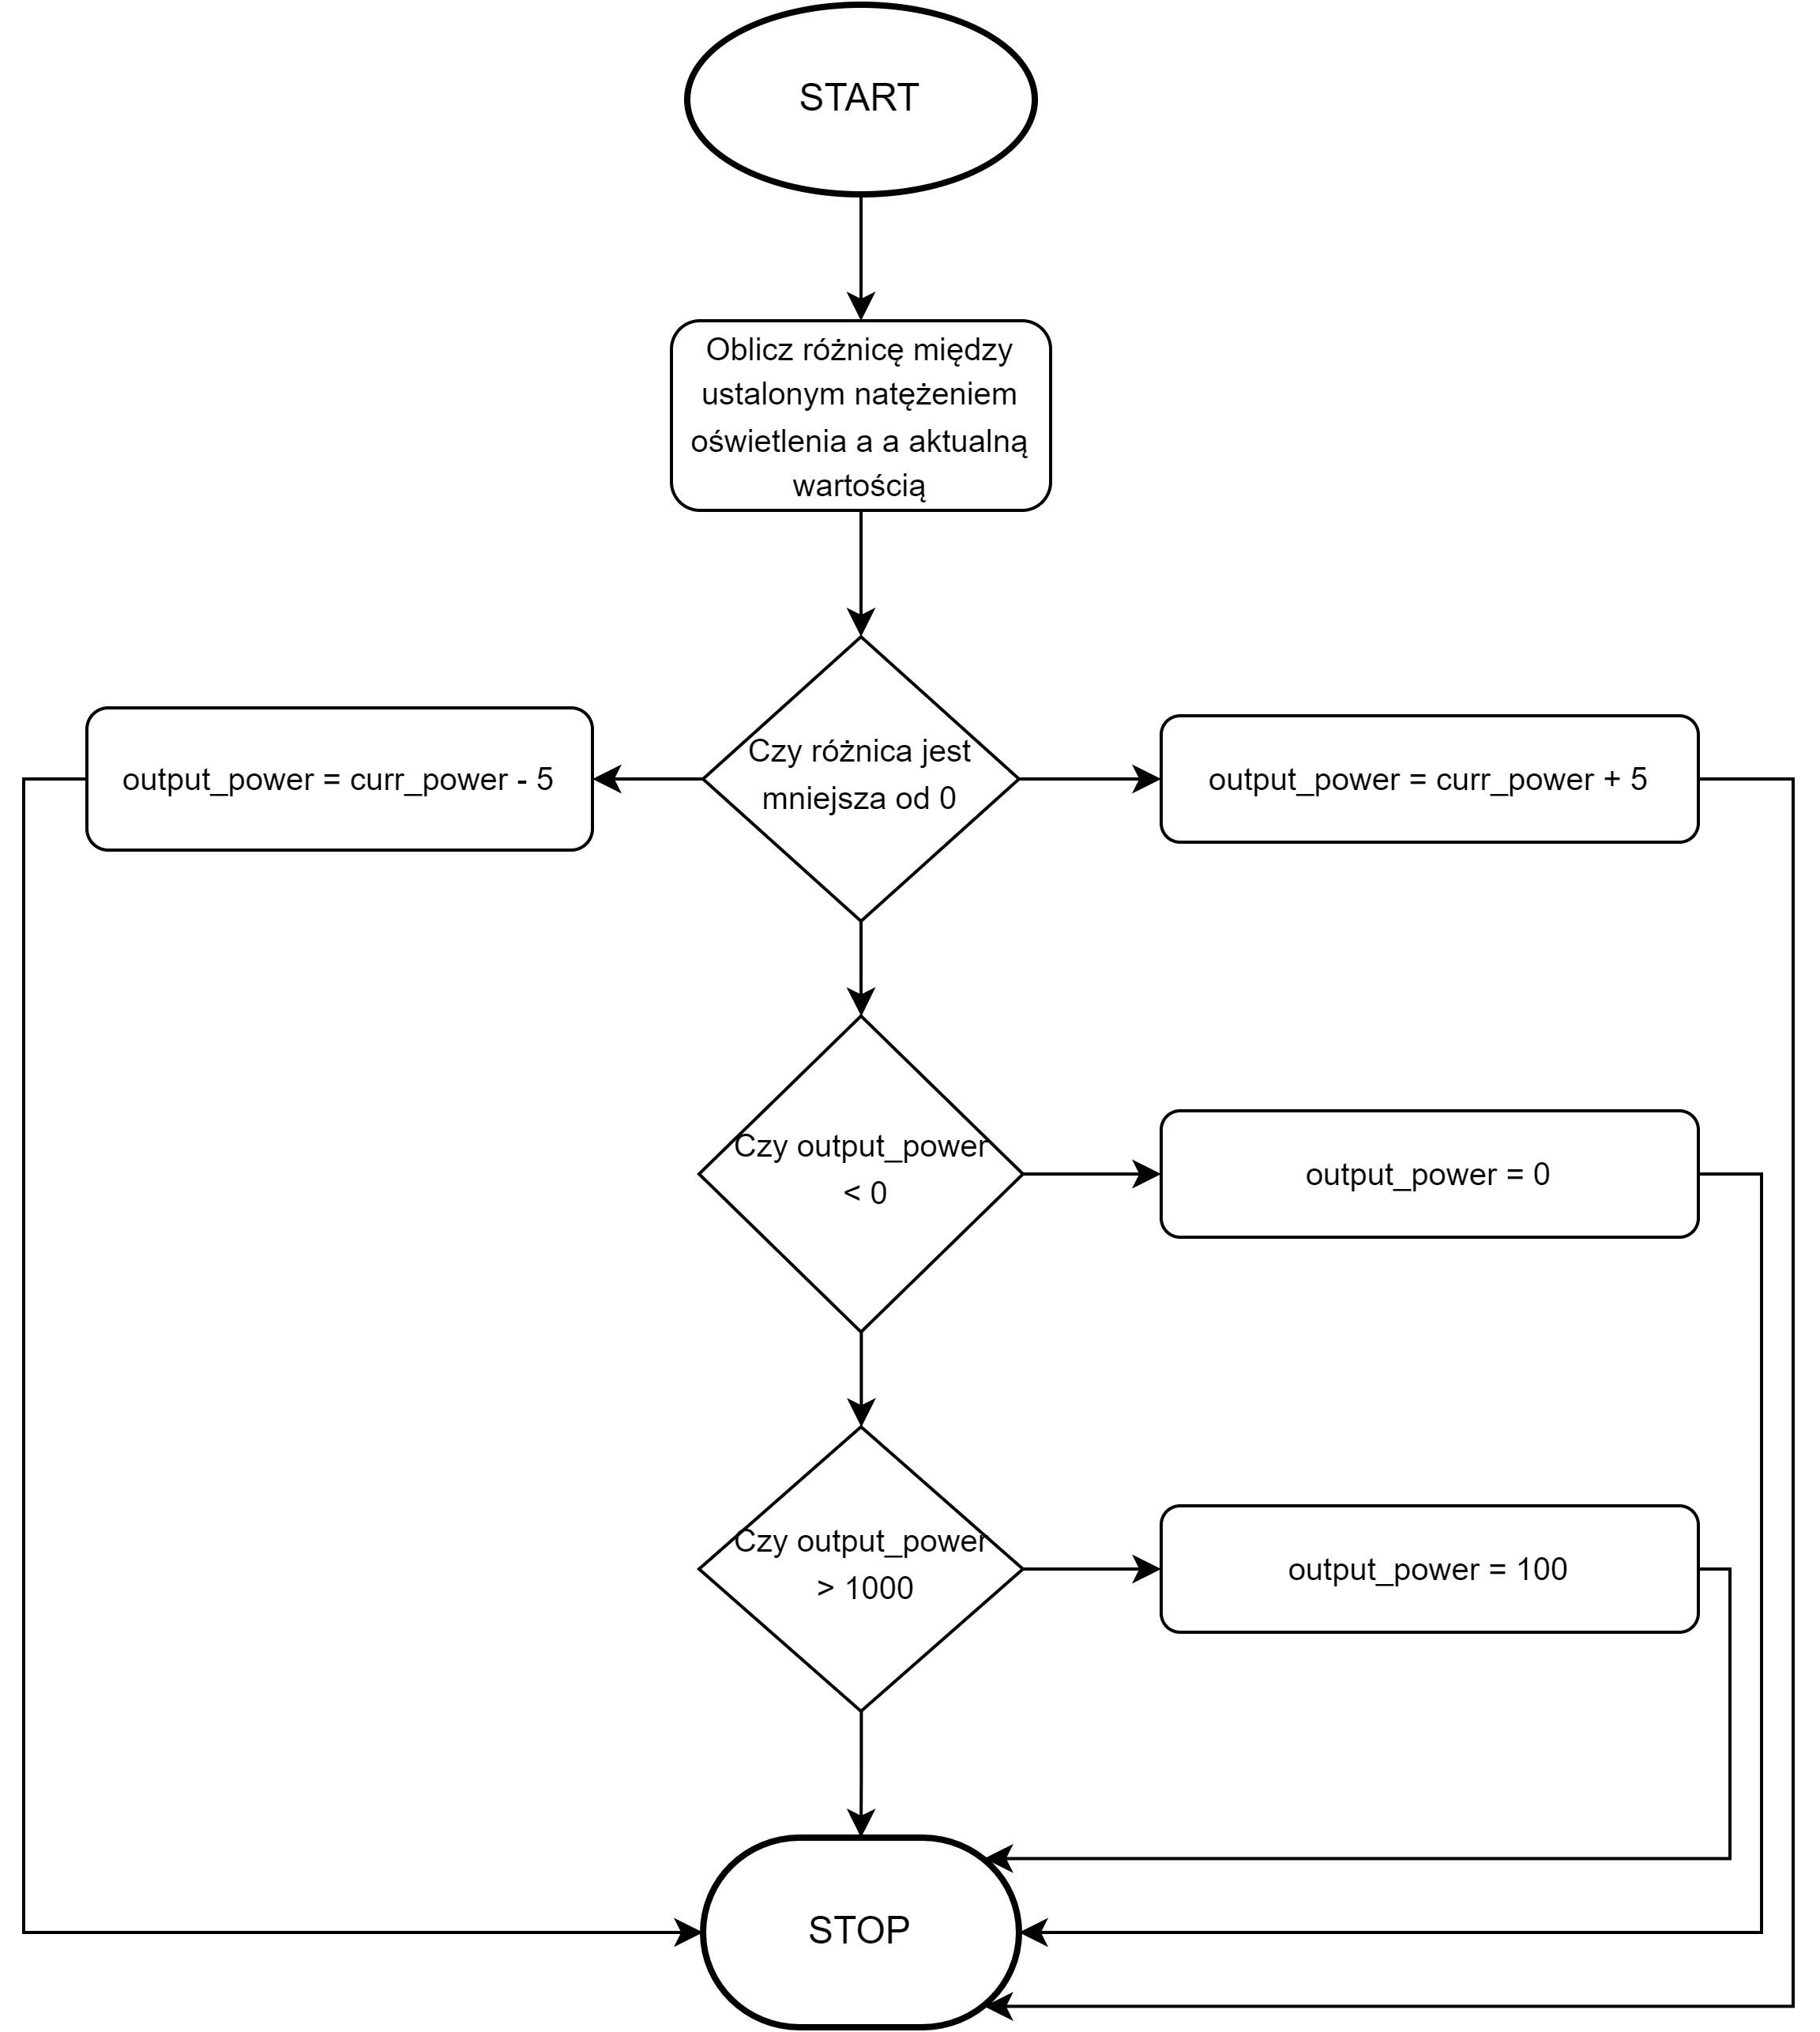 START
Oblicz różnicę między
ustalonym natężeniem
oświetlenia a a aktualną
wartością
output_power = curr_power - 5
Czy różnica jest
mniejsza od 0
output_power = curr_power + 5
Czy output_power
< 0
output_power = 0
Czy output_power
> 1000
output_power = 100
STOP